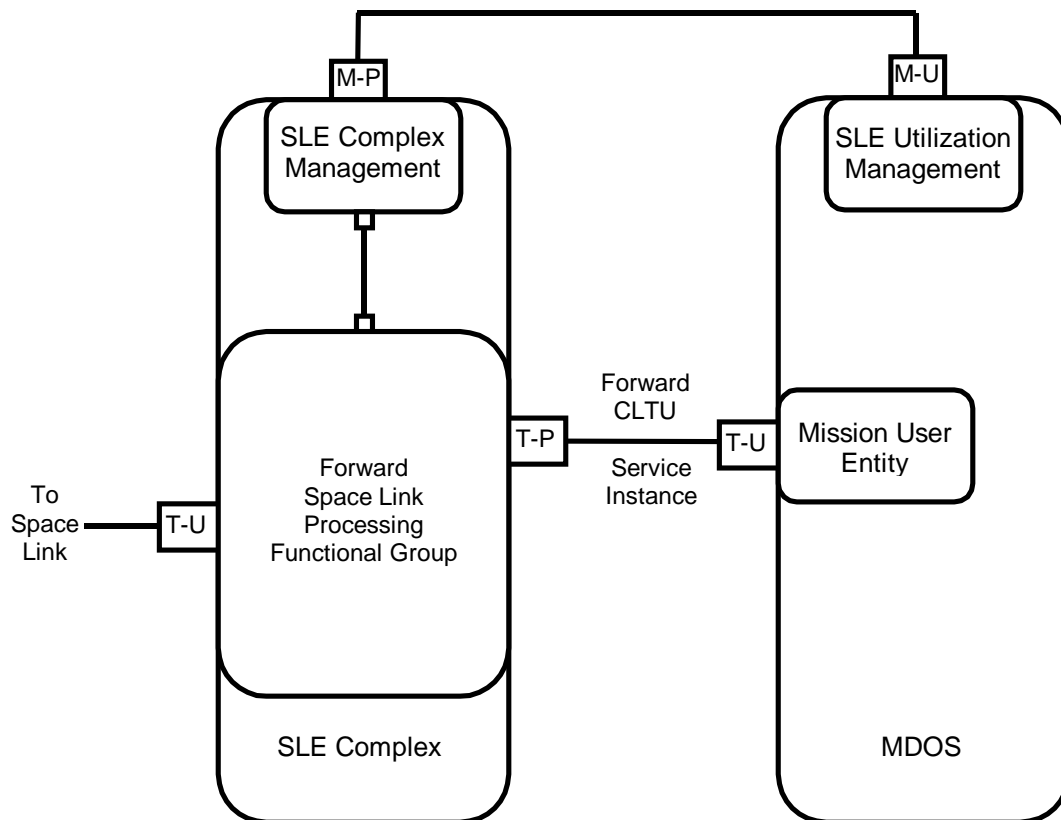 M-P
M-U
SLE Complex
Management
SLE Utilization
Management
Forward
CLTU
T-P
T-U
Mission User
Entity
Service
Instance
To
Space
Link
T-U
Forward
Space Link
Processing
Functional Group
SLE Complex
MDOS